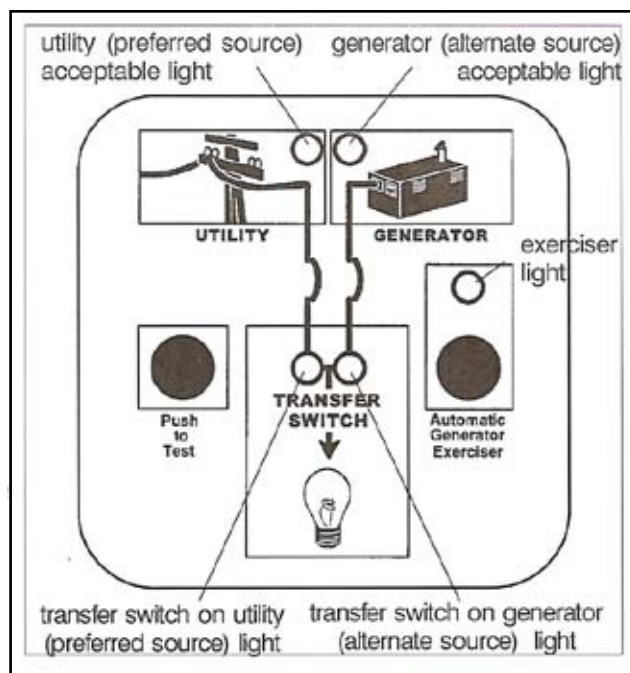 utility (preferred source)
acceptable light
generator (alternate source)
acceptable light
UTILITY
GENERATOR
exerciser
light
Push
to
Test
TRANSFER
SWITCH
Automatic
Generator
Exerciser
transfer switch on utility
(preferred source) light
transfer switch on generator
(alternate source) light